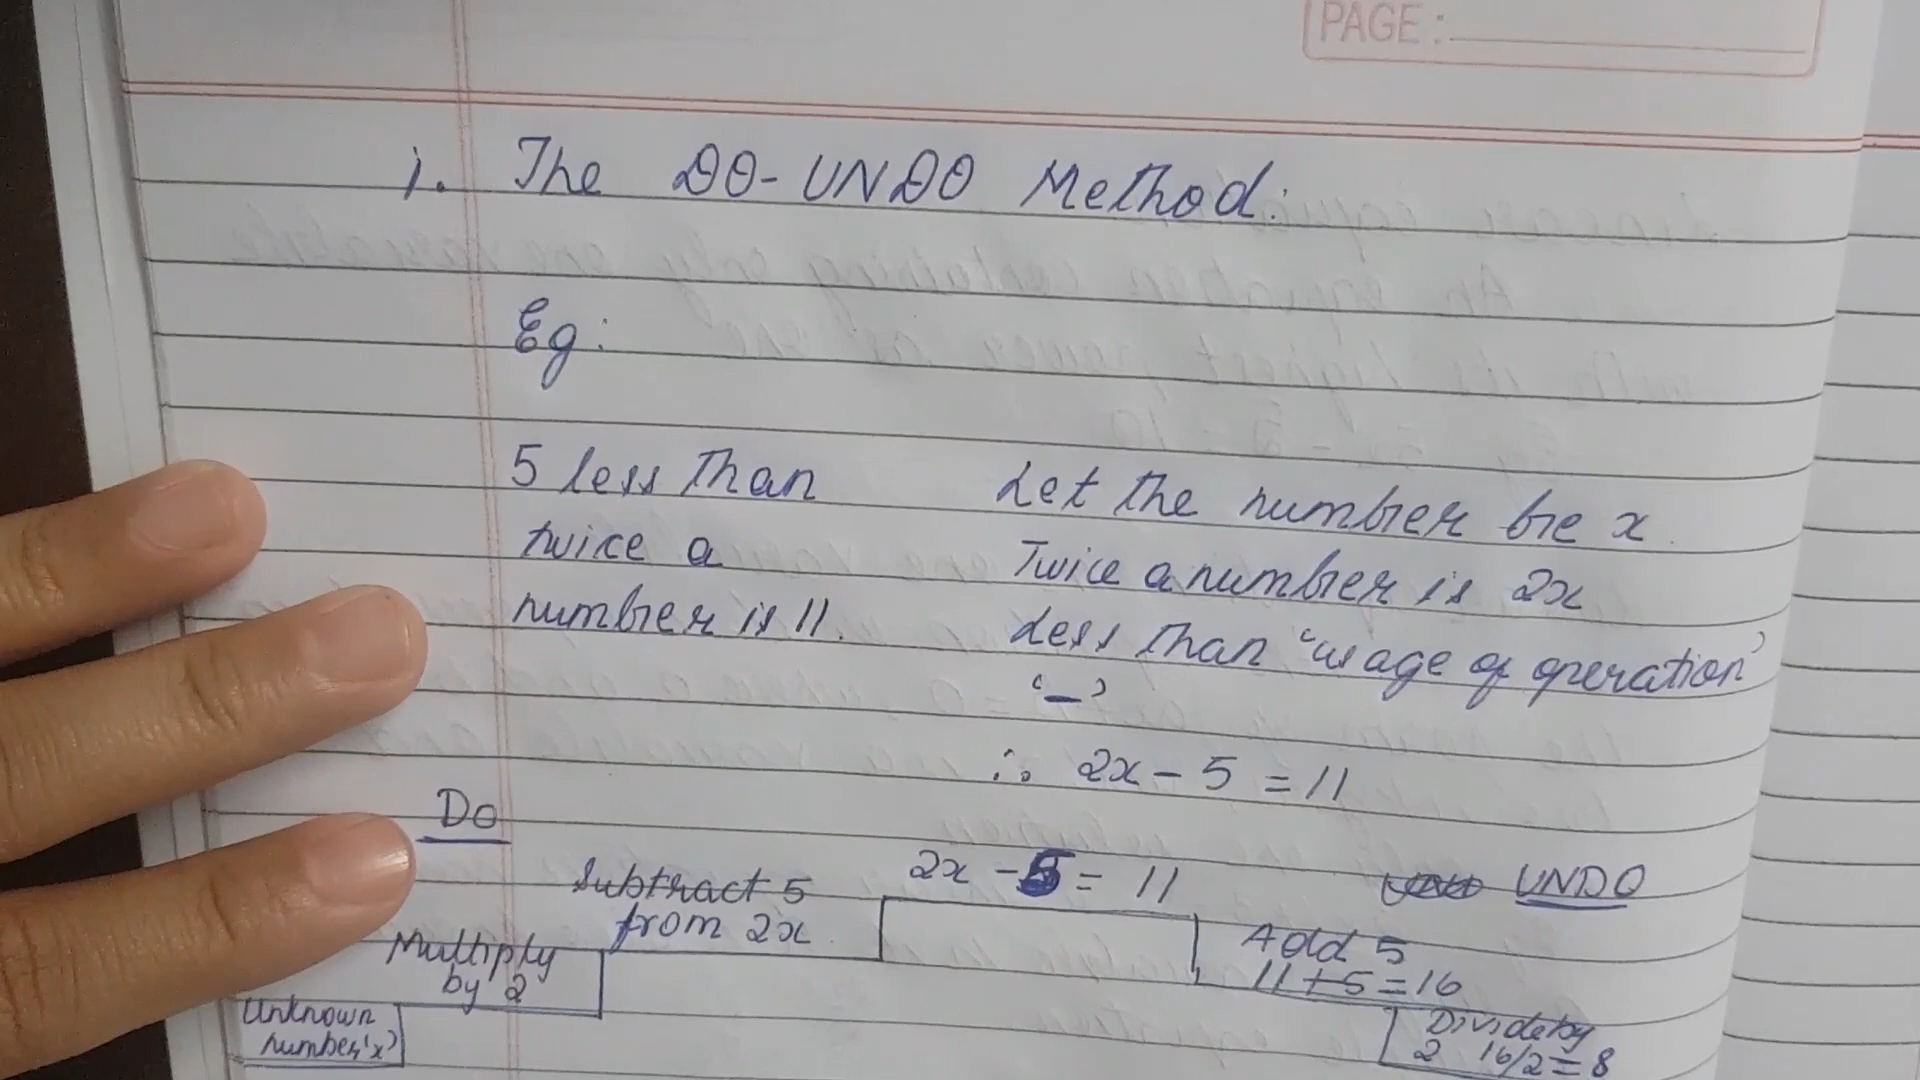 PAGE :
1. The DO-UNDO Method:
Eg:
5 less than
twice a
number is 11.
Let the number be x.
Twice a number is 2x
Less than "usage of operation"
'-'
∴ 2x - 5 = 11
Do
UNDO
2x - 5 = 11
Subtract 5
from 2x
Multiply
by 2
Unknown
number 'x'
Add 5
11 + 5 = 16
Divide by
2 16/2 = 8